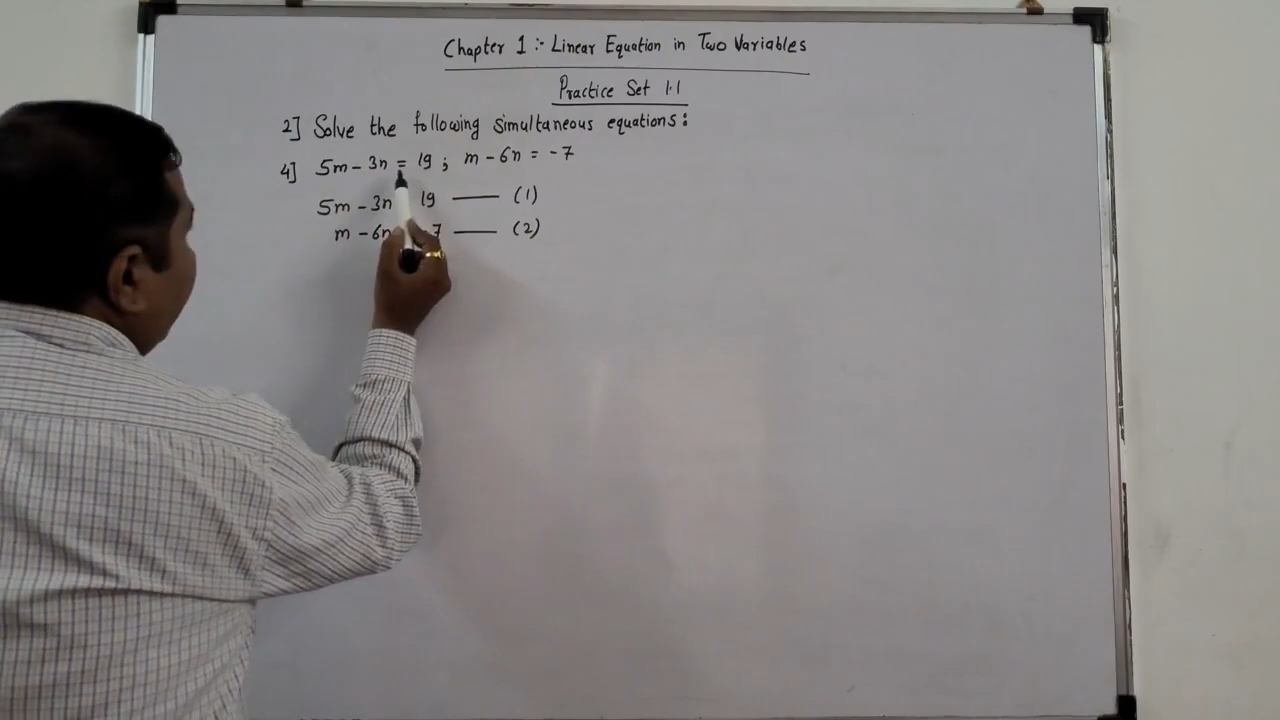 Chapter 1 :- Linear Equation in Two Variables
Practice Set 1.1
2] Solve the following simultaneous equations:
4] 5m - 3n = 19 ; m - 6n = -7
5m - 3n 19 —— (1)
m - 6n 7 —— (2)